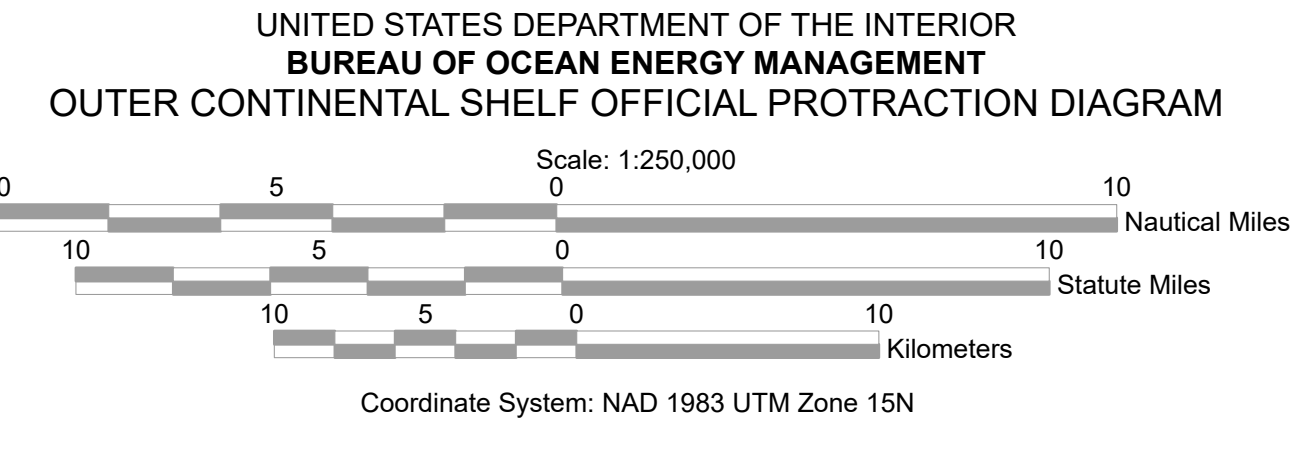 UNITED STATES DEPARTMENT OF THE INTERIOR
BUREAU OF OCEAN ENERGY MANAGEMENT
OUTER CONTINENTAL SHELF OFFICIAL PROTRACTION DIAGRAM
Scale: 1:250,000
0 5 0 10
Nautical Miles
10 5 0 10
Statute Miles
10 5 0 10
Kilometers
Coordinate System: NAD 1983 UTM Zone 15N